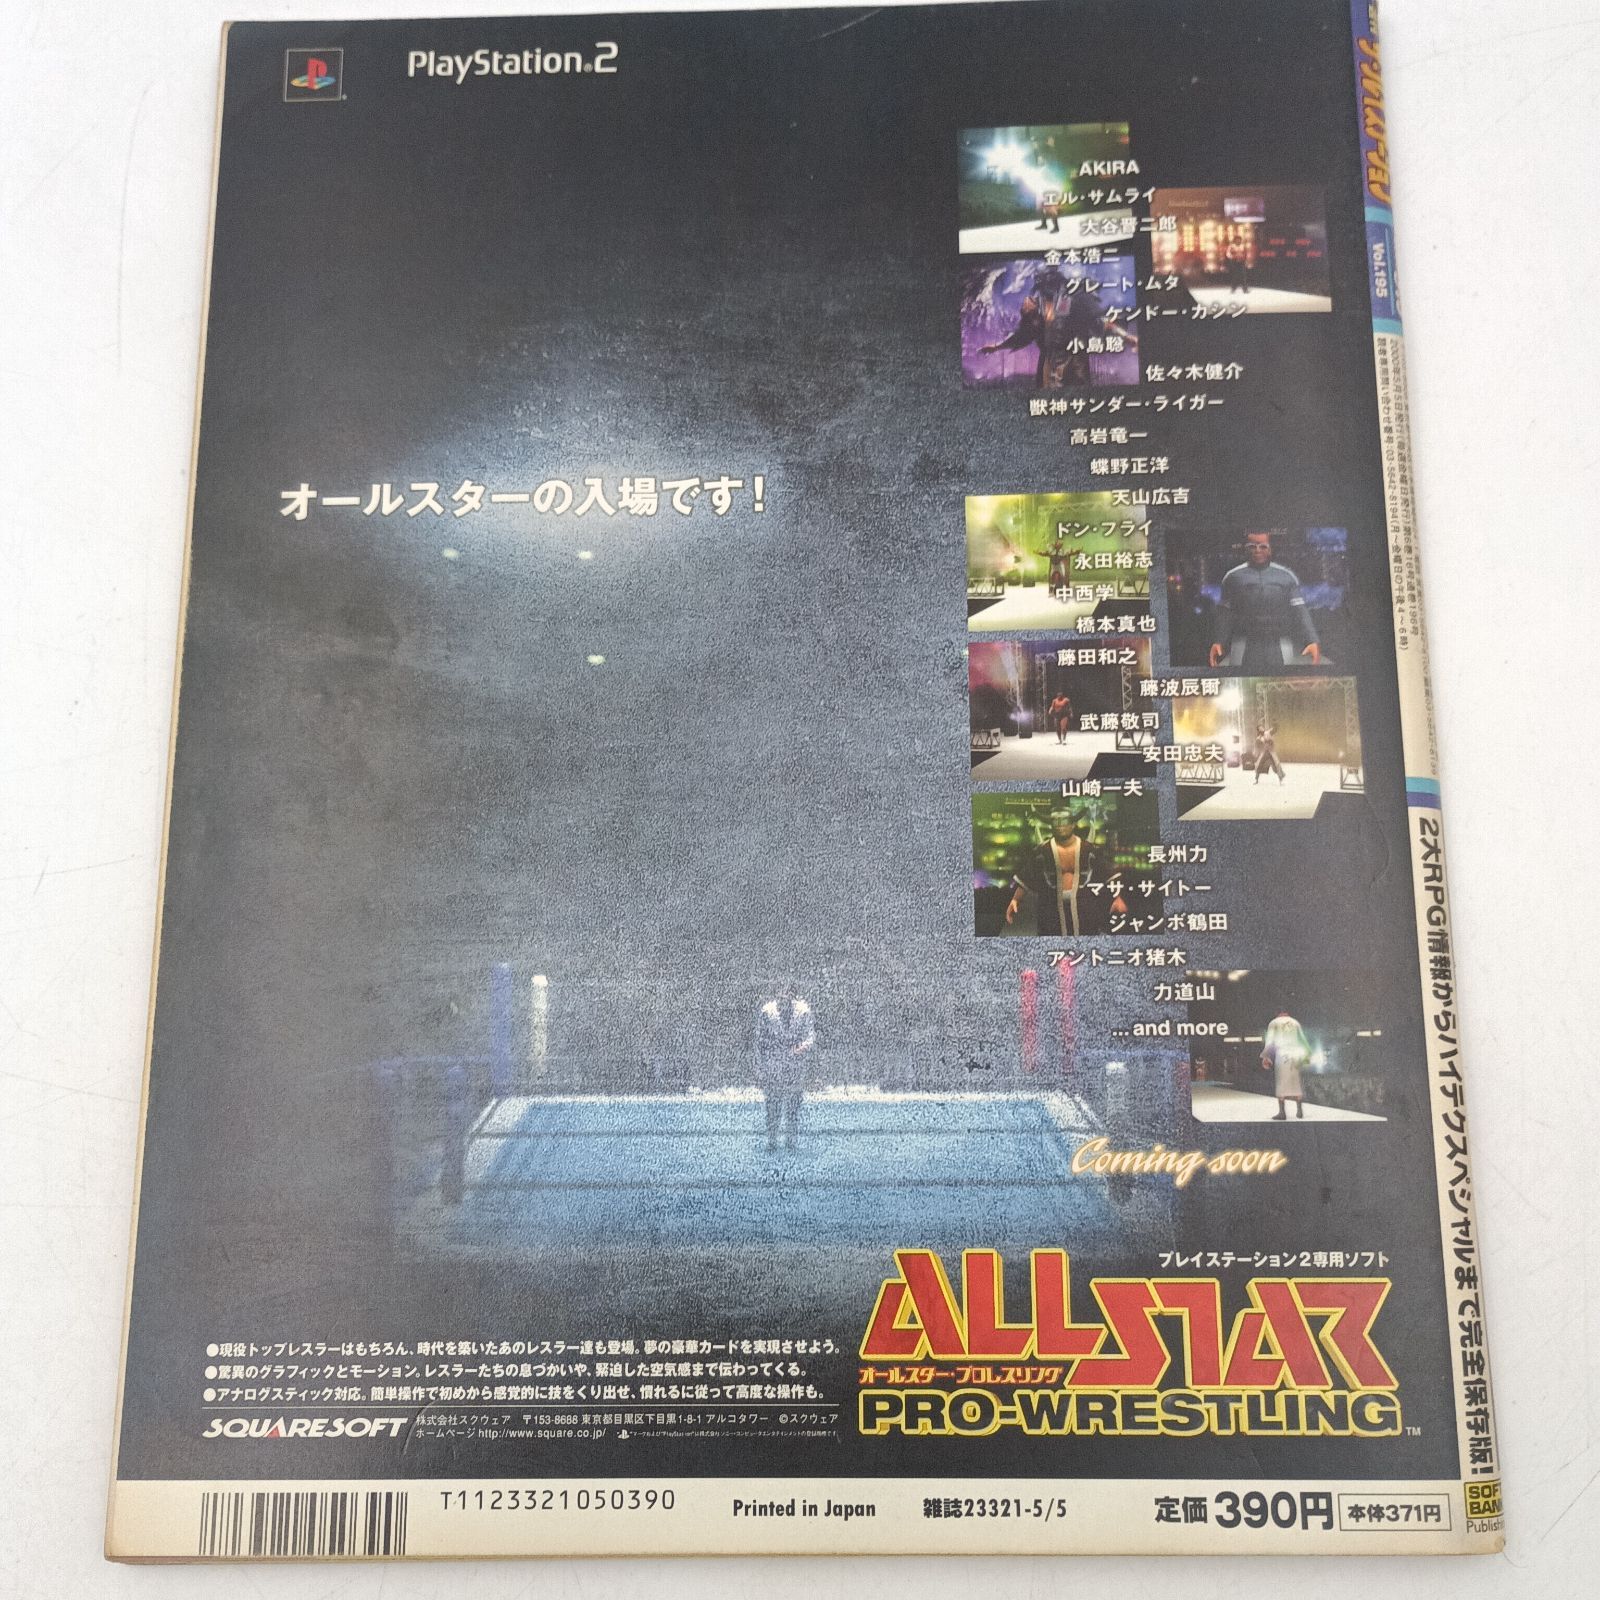 PlayStation®2
AKIRA
エル・サムライ
大谷晋二郎
金本浩二
グレート・ムタ
ケンドー・カシン
小島聡
佐々木健介
獣神サンダー・ライガー
高岩竜一
蝶野正洋
天山広吉
ドン・フライ
永田裕志
中西学
橋本真也
藤田和之
藤波辰爾
武藤敬司
安田忠夫
山崎一夫
長州力
マサ・サイトー
ジャンボ鶴田
アントニオ猪木
力道山
...and more
オールスターの入場です!
Coming soon
プレイステーション2専用ソフト
ALL STAR
オールスター・プロレスリング
PRO-WRESTLING™
●現役トップレスラーはもちろん、時代を築いたあのレスラー達も登場。夢の豪華カードを実現させよう。
●驚異のグラフィックとモーション。レスラーたちの息づかいや、緊迫した空気感まで伝わってくる。
●アナログスティック対応。簡単操作で初めから感覚的に技をくり出せ、慣れるに従って高度な操作も。
SQUARESOFT
株式会社スクウェア 〒153-8688 東京都目黒区下目黒1-8-1 アルコタワー ©スクウェア
ホームページ http://www.square.co.jp/
T1123321050390
Printed in Japan
雑誌23321-5/5
定価390円
本体371円
Vol.195
2大RPG情報からハイテクスペシャルまで完全保存版!
SOFT
BANK